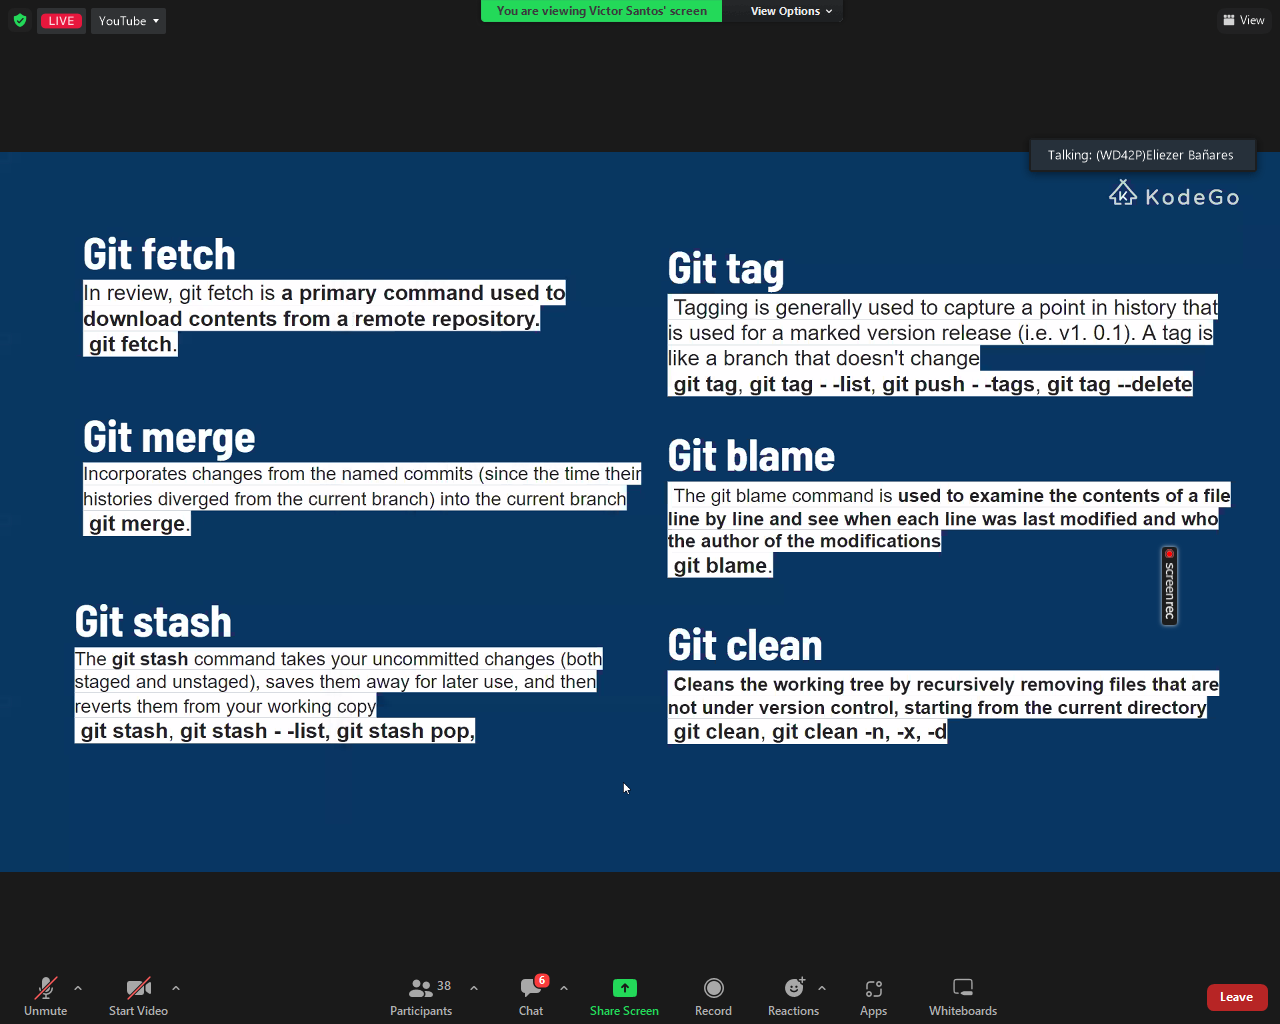 LIVE
YouTube
You are viewing Victor Santos' screen
View Options
View
Talking: (WD42P)Eliezer Bañares
KodeGo
Git fetch
In review, git fetch is a primary command used to
download contents from a remote repository.
git fetch.
Git merge
Incorporates changes from the named commits (since the time their
histories diverged from the current branch) into the current branch
git merge.
Git stash
The git stash command takes your uncommitted changes (both
staged and unstaged), saves them away for later use, and then
reverts them from your working copy
git stash, git stash - -list, git stash pop,
Git tag
Tagging is generally used to capture a point in history that
is used for a marked version release (i.e. v1. 0.1). A tag is
like a branch that doesn't change
git tag, git tag - -list, git push - -tags, git tag --delete
Git blame
The git blame command is used to examine the contents of a file
line by line and see when each line was last modified and who
the author of the modifications
git blame.
Git clean
Cleans the working tree by recursively removing files that are
not under version control, starting from the current directory
git clean, git clean -n, -x, -d
screenrec
Unmute
Start Video
38
Participants
6
Chat
Share Screen
Record
Reactions
Apps
Whiteboards
Leave